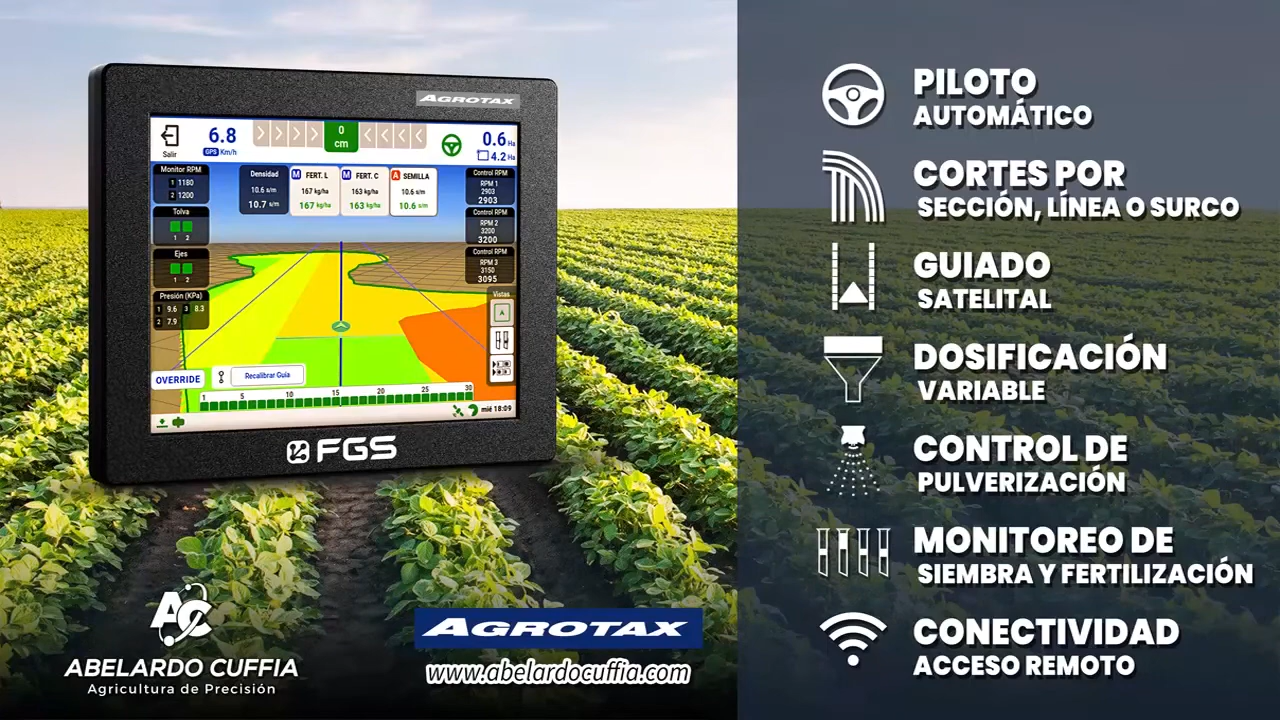 AGROTAX
Salir
6.8
GPS Km/h
0
cm
0.6 Ha
4.2 Ha
Monitor RPM
1 1180
2 1200
Tolva
1 2
Ejes
1 2
Presión (KPa)
1 9.6 3 8.3
2 7.9
Densidad
10.6 s/m
10.7 s/m
M FERT. L
167 kg/ha
167 kg/ha
M FERT. C
163 kg/ha
163 kg/ha
A SEMILLA
10.6 s/m
10.6 s/m
Control RPM
RPM 1
2903
2903
Control RPM
RPM 2
3200
3200
Control RPM
RPM 3
3150
3095
Vistas
A
OVERRIDE
Recalibrar Guía
1 5 10 15 20 25 30
mié 18:09
FGS
AC
ABELARDO CUFFIA
Agricultura de Precisión
AGROTAX
www.abelardocuffia.com
PILOTO
AUTOMÁTICO
CORTES POR
SECCIÓN, LÍNEA O SURCO
GUIADO
SATELITAL
DOSIFICACIÓN
VARIABLE
CONTROL DE
PULVERIZACIÓN
MONITOREO DE
SIEMBRA Y FERTILIZACIÓN
CONECTIVIDAD
ACCESO REMOTO